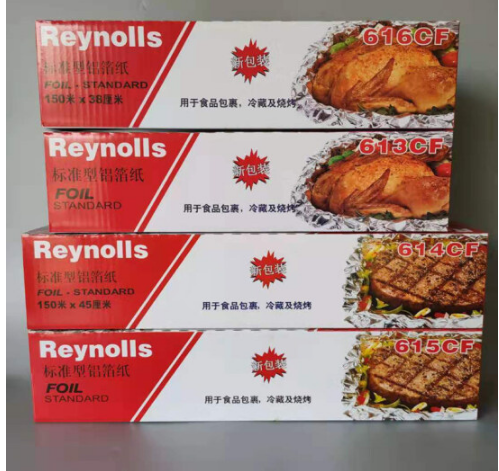 Reynolls
标准型铝箔纸
FOIL - STANDARD
150米 x 38厘米
新包装
用于食品包裹，冷藏及烧烤
616CF
Reynolls
标准型铝箔纸
FOIL
STANDARD
新包装
用于食品包裹，冷藏及烧烤
613CF
Reynolls
标准型铝箔纸
FOIL - STANDARD
150米 x 45厘米
新包装
用于食品包裹，冷藏及烧烤
614CF
Reynolls
标准型铝箔纸
FOIL
STANDARD
新包装
用于食品包裹，冷藏及烧烤
615CF